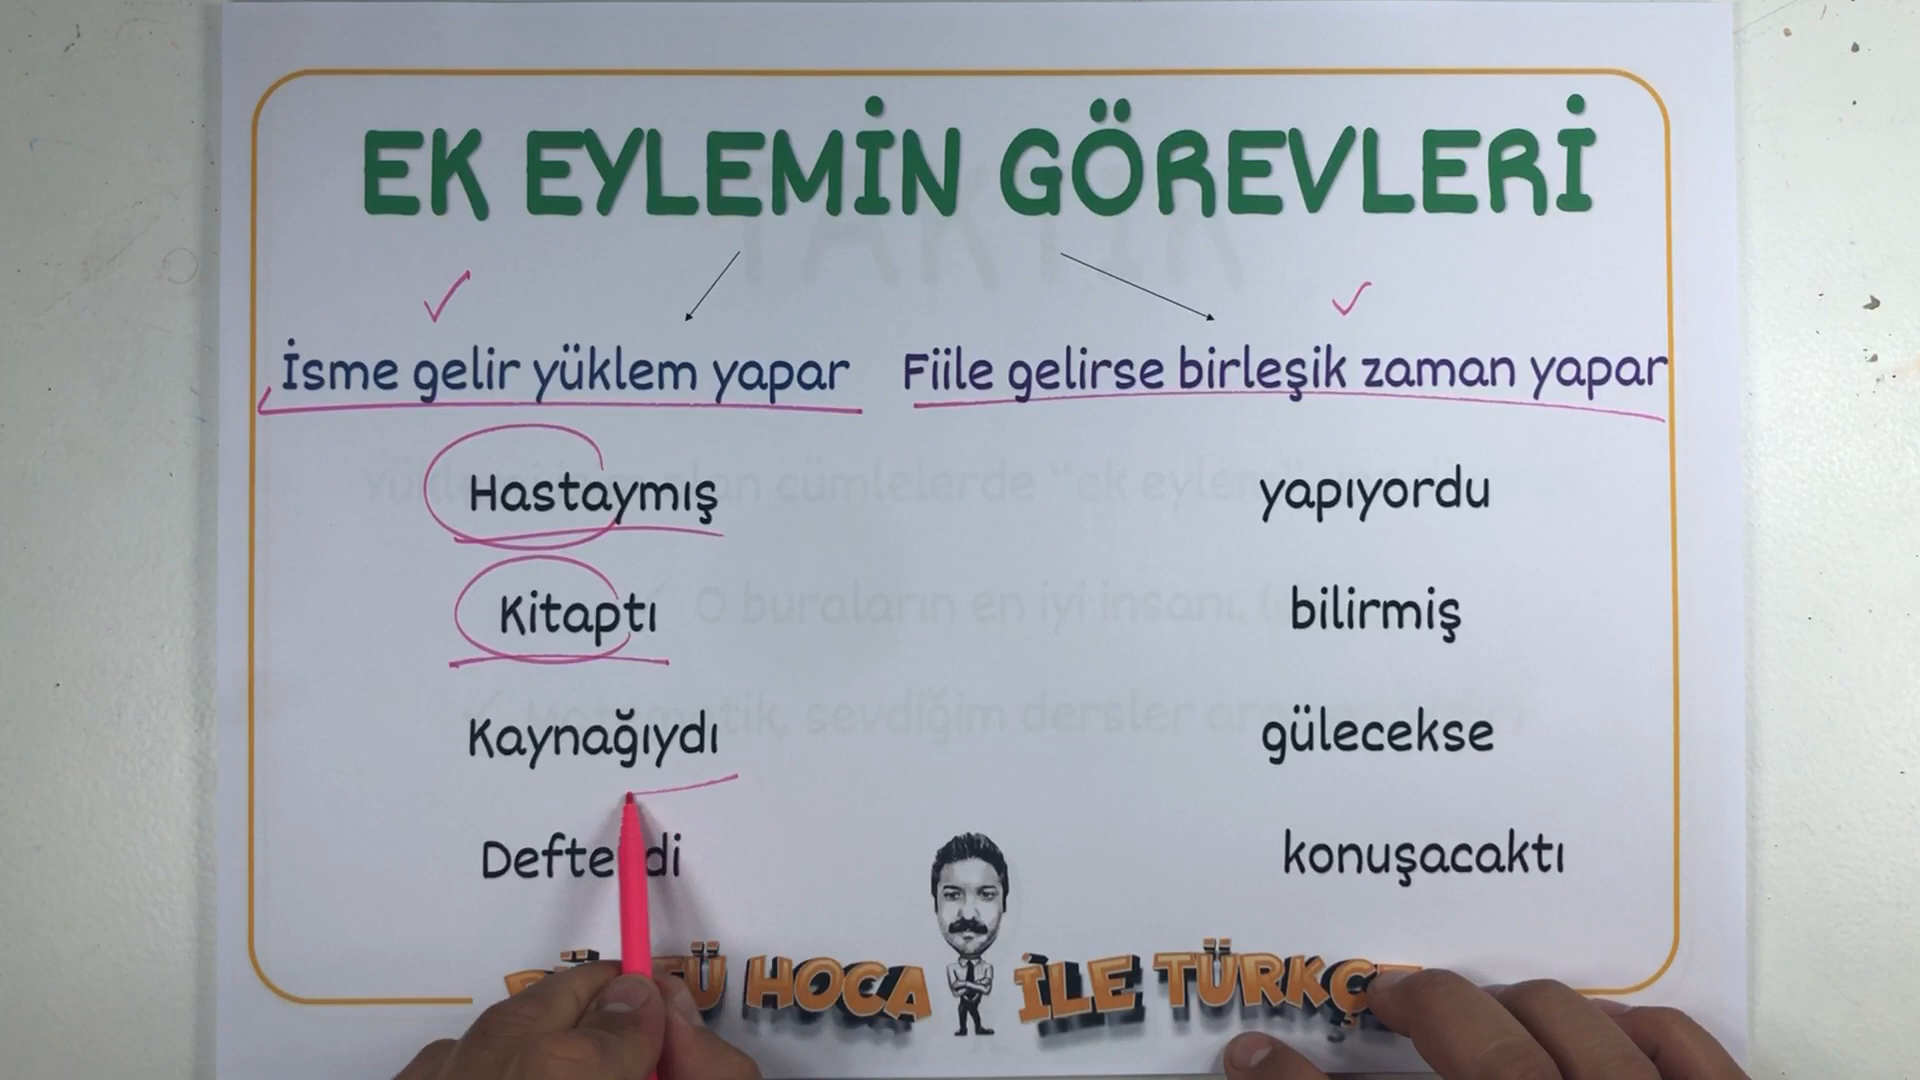 EK EYLEMİN GÖREVLERİ
İsme gelir yüklem yapar
Hastaymış
Kitaptı
Kaynağıydı
Fiile gelirse birleşik zaman yapar
yapıyordu
bilirmiş
gülecekse
konuşacaktı
HOCA İLE